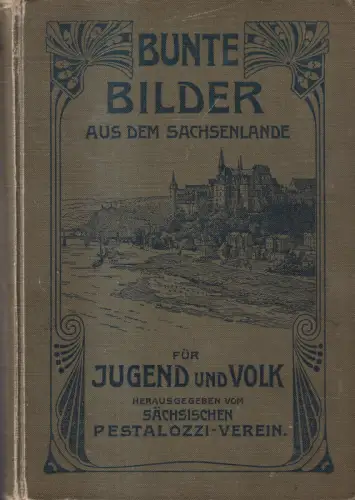 BUNTE
BILDER
AUS DEM SACHSENLANDE
FÜR
JUGEND UND VOLK
HERAUSGEGEBEN VOM
SÄCHSISCHEN
PESTALOZZI-VEREIN.